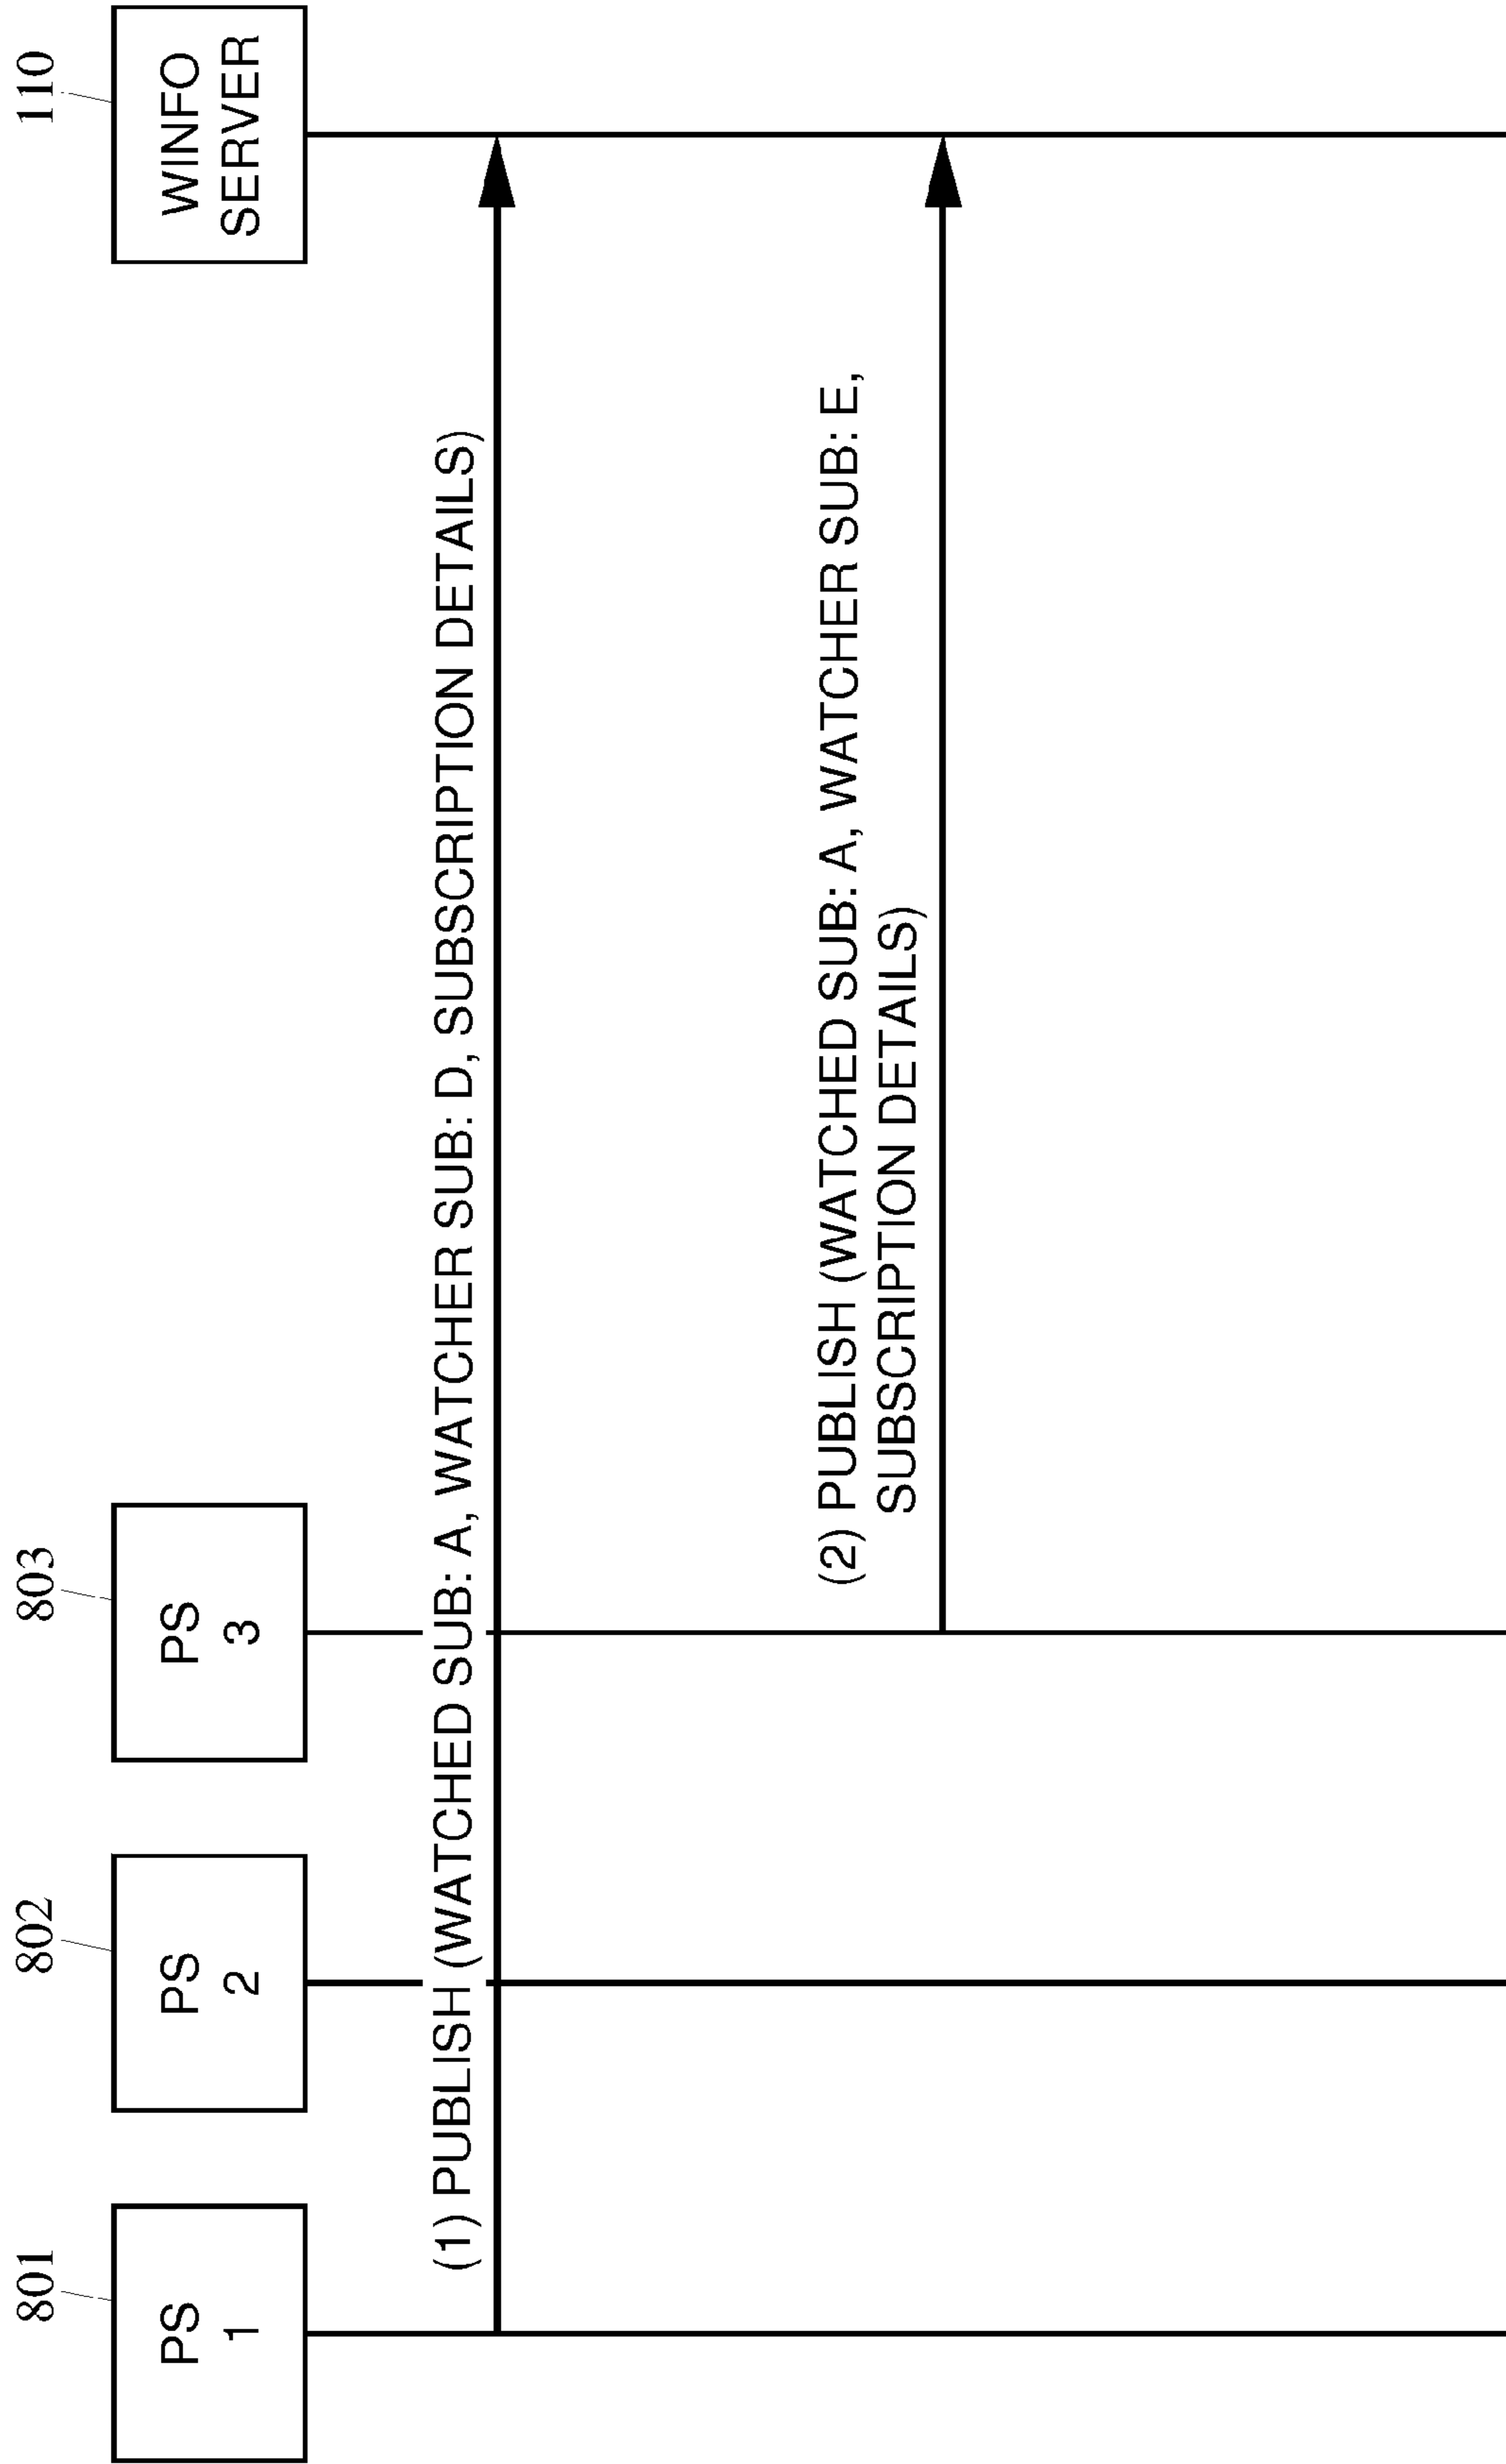 801
802
803
110
PS
1
PS
2
PS
3
WINFO
SERVER
(1) PUBLISH (WATCHED SUB: A, WATCHER SUB: D, SUBSCRIPTION DETAILS)
(2) PUBLISH (WATCHED SUB: A, WATCHER SUB: E,
SUBSCRIPTION DETAILS)